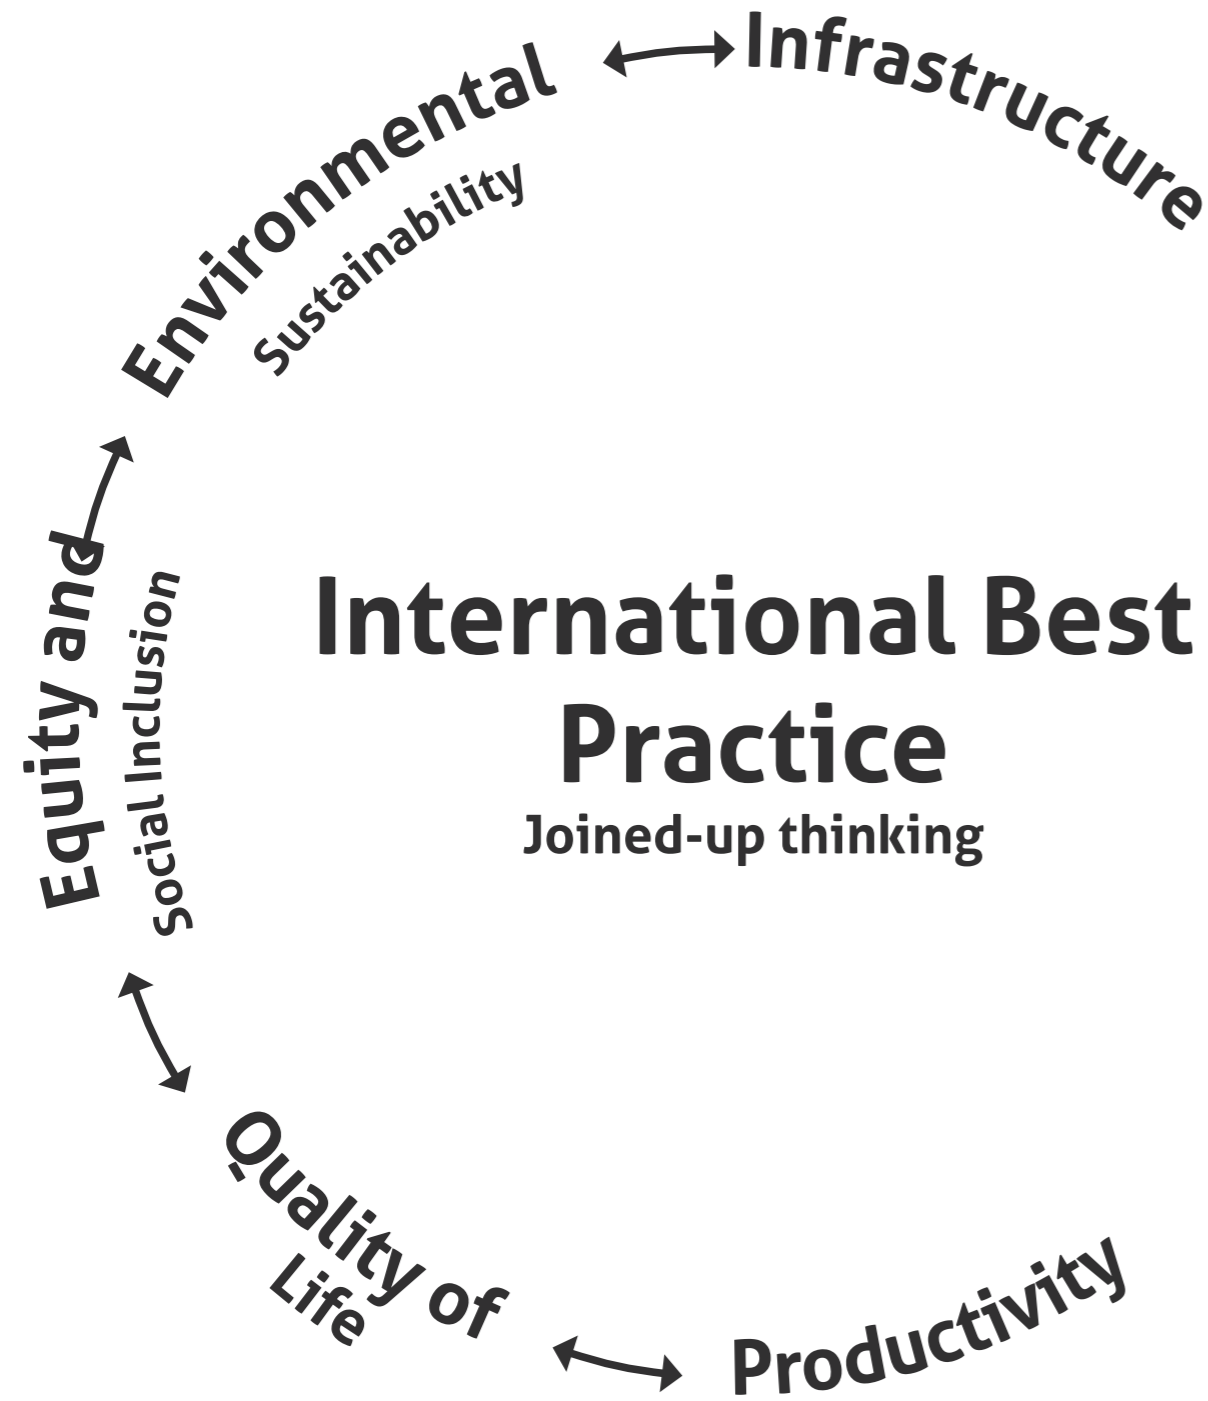 Infrastructure
Environmental
Sustainability
Equity and
Social Inclusion
International Best
Practice
Joined-up thinking
Quality of
Life
Productivity